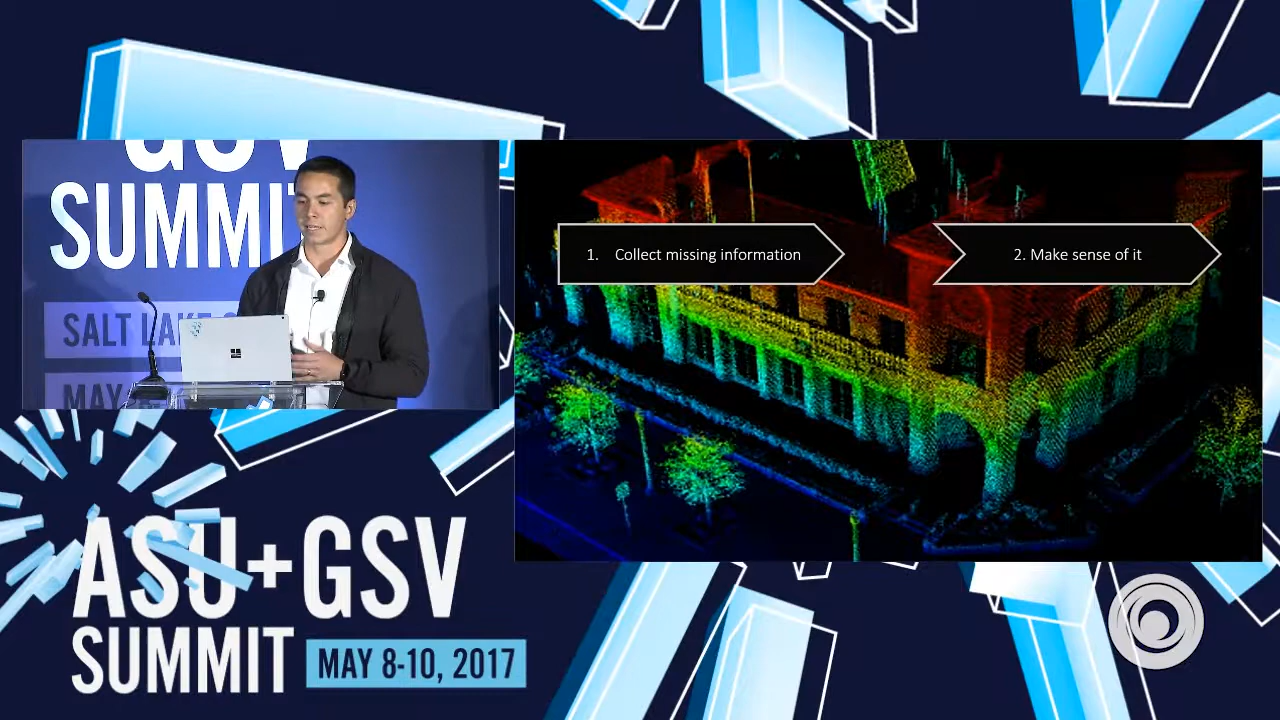 GSV
SUMMIT
SALT LAKE
MAY
1. Collect missing information
2. Make sense of it
ASU+GSV
SUMMIT
MAY 8-10, 2017